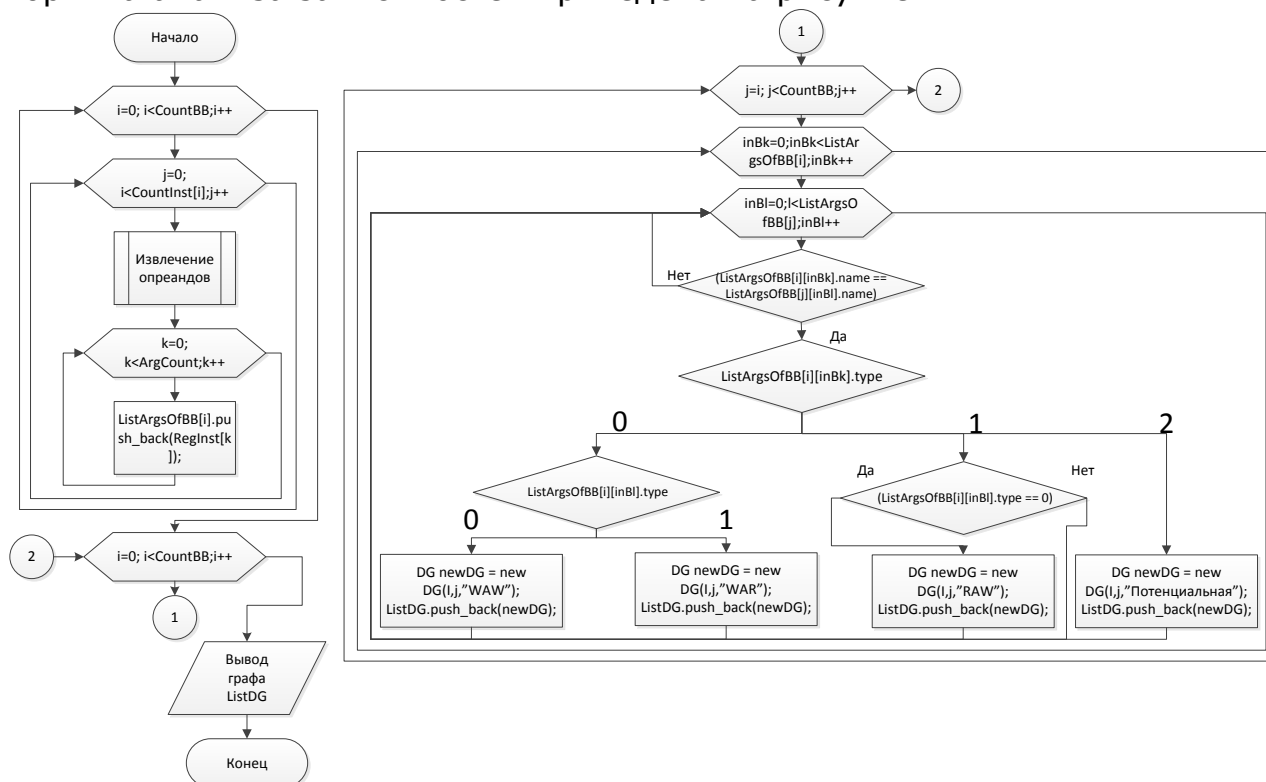 Начало
i=0; i<CountBB;i++
j=0;
i<CountInst[i];j++
Извлечение
опреандов
k=0;
k<ArgCount;k++
ListArgsOfBB[i].pu
sh_back(RegInst[k
]);
2
i=0; i<CountBB;i++
1
Вывод
графа
ListDG
Конец
1
j=i; j<CountBB;j++
2
inBk=0;inBk<ListAr
gsOfBB[i];inBk++
inBl=0;l<ListArgsO
fBB[j];inBl++
Нет
(ListArgsOfBB[i][inBk].name ==
ListArgsOfBB[j][inBl].name)
Да
ListArgsOfBB[i][inBk].type
0
1
2
ListArgsOfBB[i][inBl].type
Да
Нет
(ListArgsOfBB[i][inBl].type == 0)
0
1
DG newDG = new
DG(I,j,”WAW”);
ListDG.push_back(newDG);
DG newDG = new
DG(I,j,”WAR”);
ListDG.push_back(newDG);
DG newDG = new
DG(I,j,”RAW”);
ListDG.push_back(newDG);
DG newDG = new
DG(I,j,”Потенциальная”);
ListDG.push_back(newDG);